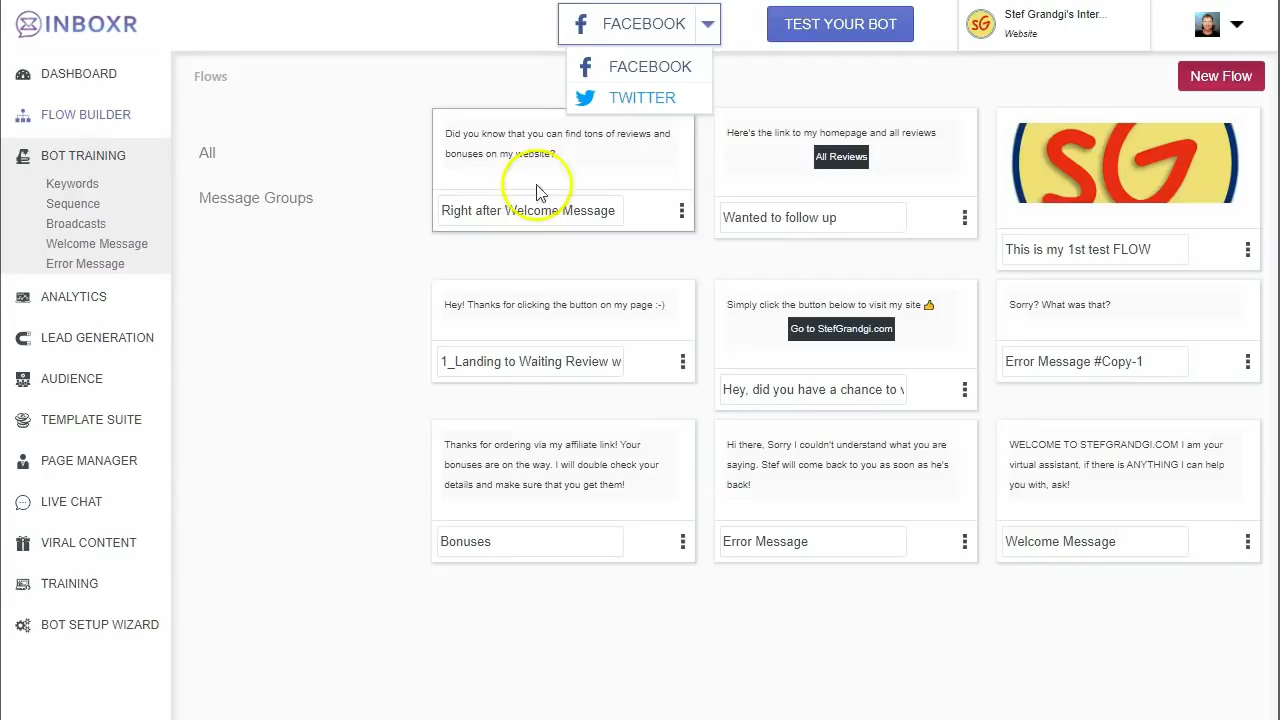 INBOXR
FACEBOOK
TEST YOUR BOT
Stef Grandgi's Inter...
Website
FACEBOOK
TWITTER
DASHBOARD
FLOW BUILDER
BOT TRAINING
Keywords
Sequence
Broadcasts
Welcome Message
Error Message
ANALYTICS
LEAD GENERATION
AUDIENCE
TEMPLATE SUITE
PAGE MANAGER
LIVE CHAT
VIRAL CONTENT
TRAINING
BOT SETUP WIZARD
Flows
New Flow
All
Message Groups
Did you know that you can find tons of reviews and
bonuses on my website?
Right after Welcome Message
Here's the link to my homepage and all reviews
All Reviews
Wanted to follow up
SG
This is my 1st test FLOW
Hey! Thanks for clicking the button on my page :-)
1_Landing to Waiting Review w
Simply click the button below to visit my site 👍
Go to StefGrandgi.com
Hey, did you have a chance to v
Sorry? What was that?
Error Message #Copy-1
Thanks for ordering via my affiliate link! Your
bonuses are on the way. I will double check your
details and make sure that you get them!
Bonuses
Hi there, Sorry I couldn't understand what you are
saying. Stef will come back to you as soon as he's
back!
Error Message
WELCOME TO STEFGRANDGI.COM I am your
virtual assistant, if there is ANYTHING I can help
you with, ask!
Welcome Message